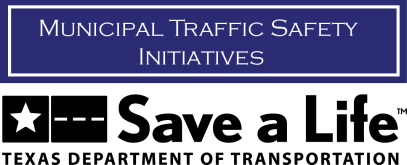 MUNICIPAL TRAFFIC SAFETY
INITIATIVES
Save a Life™
TEXAS DEPARTMENT OF TRANSPORTATION